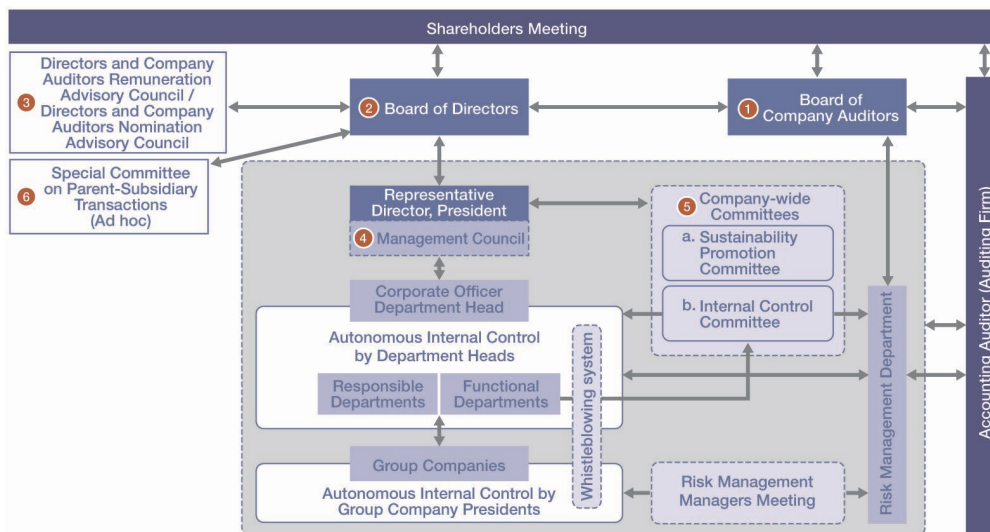 Shareholders Meeting
3
Directors and Company
Auditors Remuneration
Advisory Council /
Directors and Company
Auditors Nomination
Advisory Council
2 Board of Directors
1 Board of
Company Auditors
6
Special Committee
on Parent-Subsidiary
Transactions
(Ad hoc)
Representative
Director, President
4 Management Council
5 Company-wide
Committees
a. Sustainability
Promotion
Committee
b. Internal Control
Committee
Corporate Officer
Department Head
Autonomous Internal Control
by Department Heads
Responsible
Departments
Functional
Departments
Whistleblowing system
Group Companies
Autonomous Internal Control by
Group Company Presidents
Risk Management
Managers Meeting
Risk Management Department
Accounting Auditor (Auditing Firm)